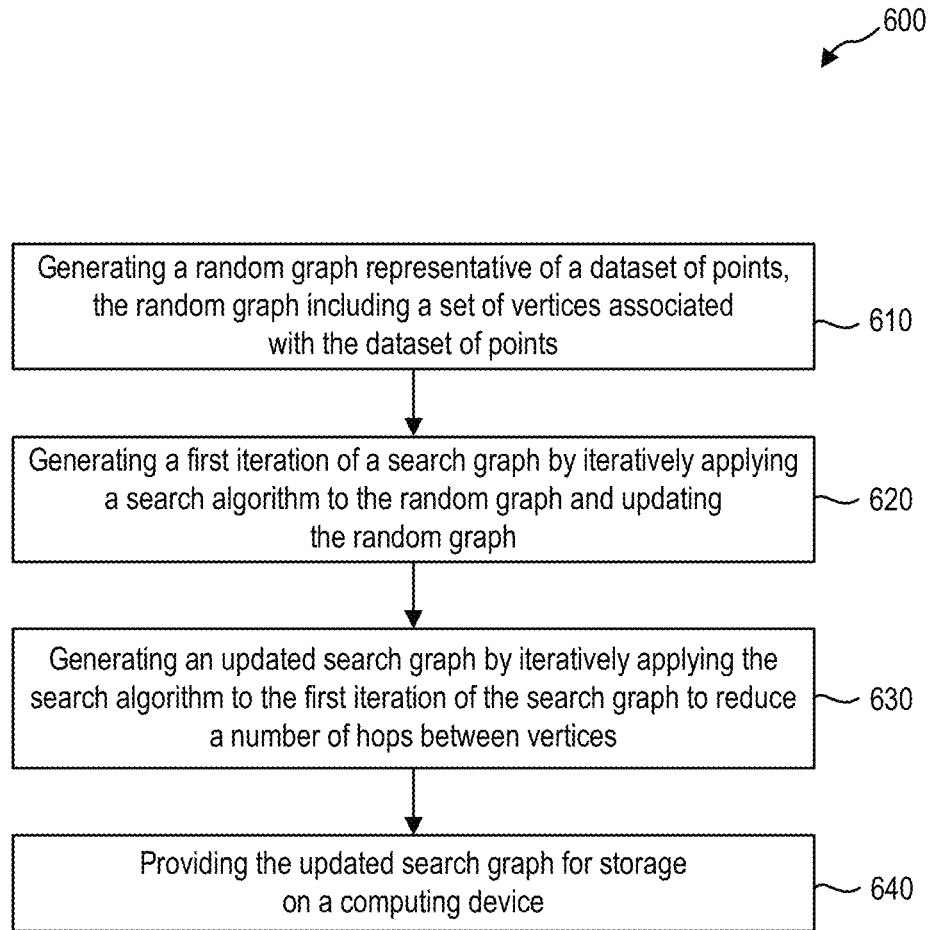 600
Generating a random graph representative of a dataset of points,
the random graph including a set of vertices associated
with the dataset of points
610
Generating a first iteration of a search graph by iteratively applying
a search algorithm to the random graph and updating
the random graph
620
Generating an updated search graph by iteratively applying the
search algorithm to the first iteration of the search graph to reduce
a number of hops between vertices
630
Providing the updated search graph for storage
on a computing device
640